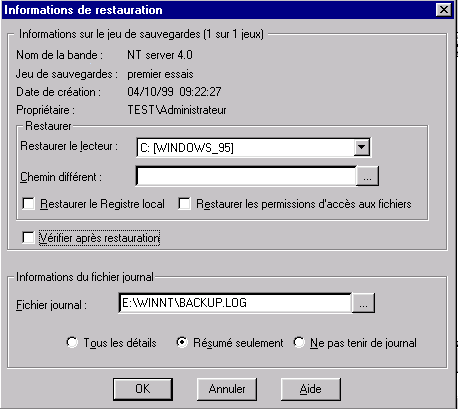 Informations de restauration
Informations sur le jeu de sauvegardes (1 sur 1 jeux)
Nom de la bande : NT server 4.0
Jeu de sauvegardes : premier essais
Date de création : 04/10/99 09:22:27
Propriétaire : TEST\Administrateur
Restaurer
Restaurer le lecteur : C: [WINDOWS_95]
Chemin différent : ...
Restaurer le Registre local Restaurer les permissions d'accès aux fichiers
Vérifier après restauration
Informations du fichier journal
Fichier journal : E:\WINNT\BACKUP.LOG ...
Tous les détails Résumé seulement Ne pas tenir de journal
OK Annuler Aide